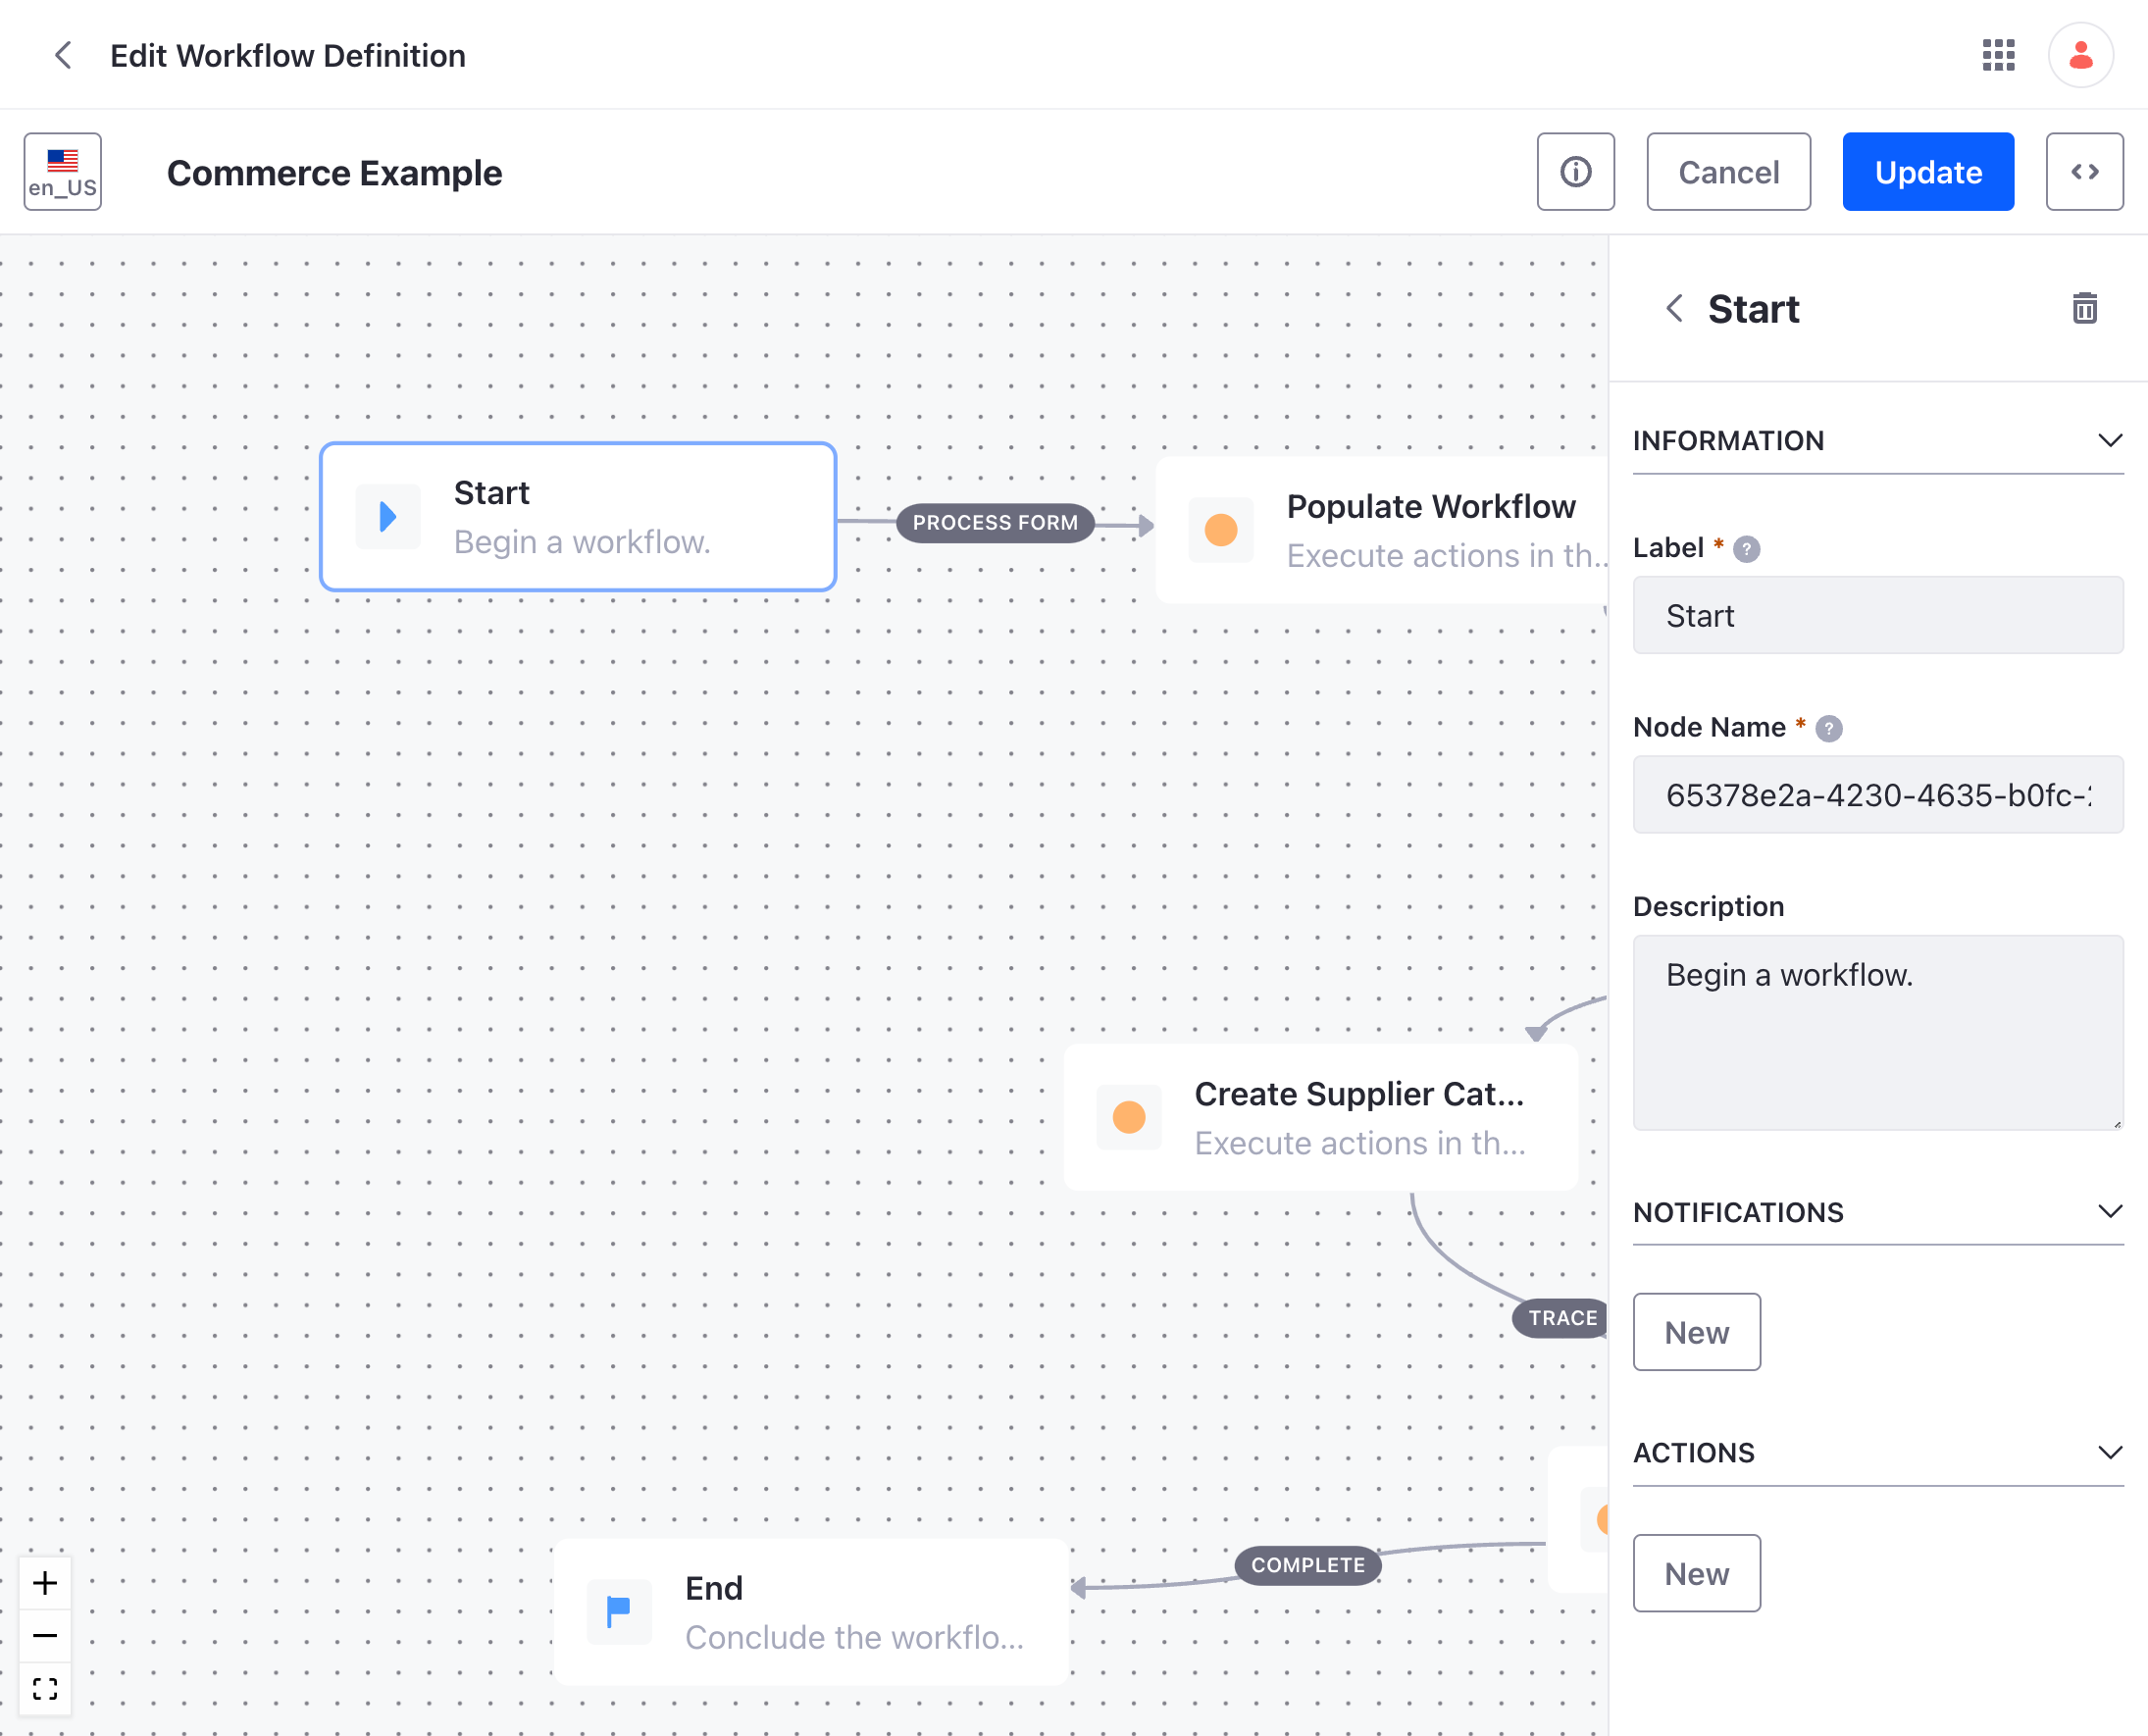 Edit Workflow Definition
en_US
Commerce Example
Cancel
Update
Start
Begin a workflow.
PROCESS FORM
Populate Workflow
Execute actions in th...
Create Supplier Cat...
Execute actions in th...
TRACE
COMPLETE
End
Conclude the workflo...
Start
INFORMATION
Label * ?
Start
Node Name * ?
65378e2a-4230-4635-b0fc-
Description
Begin a workflow.
NOTIFICATIONS
New
ACTIONS
New